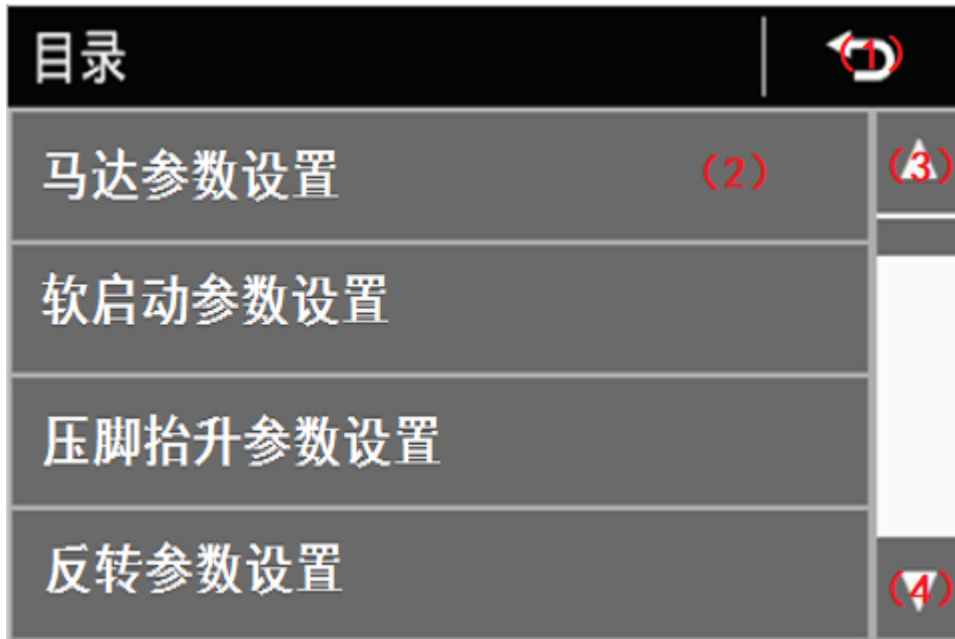 目录 (1)
马达参数设置 (2) (3)
软启动参数设置
压脚抬升参数设置
反转参数设置 (4)